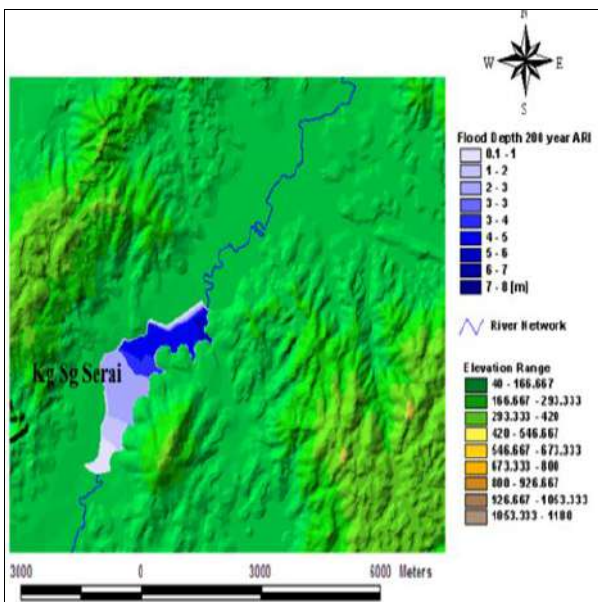 N
W E
S
Flood Depth 200 year ARI
0.1 - 1
1 - 2
2 - 3
3 - 3
3 - 4
4 - 5
5 - 6
6 - 7
7 - 8 [m]
River Network
Elevation Range
40 - 166.667
166.667 - 293.333
293.333 - 420
420 - 546.667
546.667 - 673.333
673.333 - 800
800 - 926.667
926.667 - 1053.333
1053.333 - 1180
Kg Sg Serai
3000 0 3000 6000 Meters